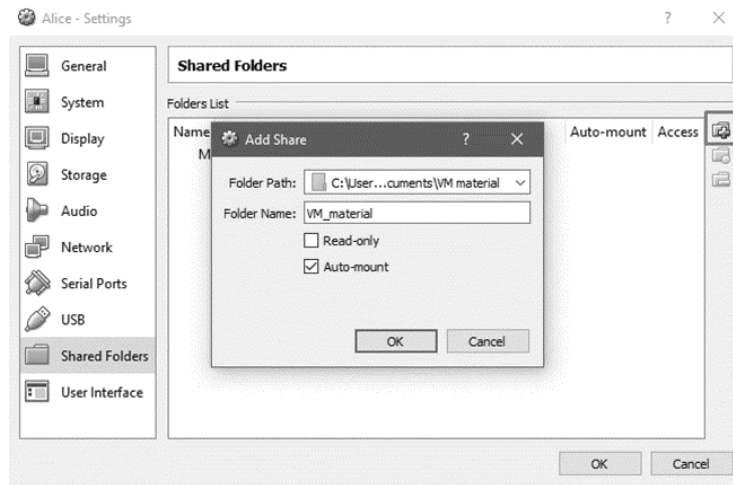 Alice - Settings
?
General
System
Display
Storage
Audio
Network
Serial Ports
USB
Shared Folders
User Interface
Shared Folders
Folders List
Name
Auto-mount Access
M
Add Share
?
Folder Path: C:\User...cuments\VM material
Folder Name: VM_material
Read-only
Auto-mount
OK Cancel
OK Cancel